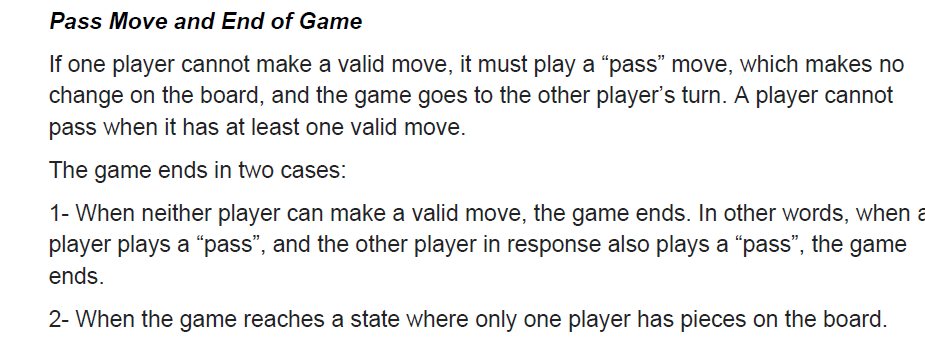 Pass Move and End of Game
If one player cannot make a valid move, it must play a “pass” move, which makes no
change on the board, and the game goes to the other player’s turn. A player cannot
pass when it has at least one valid move.
The game ends in two cases:
1- When neither player can make a valid move, the game ends. In other words, when a
player plays a “pass”, and the other player in response also plays a “pass”, the game
ends.
2- When the game reaches a state where only one player has pieces on the board.